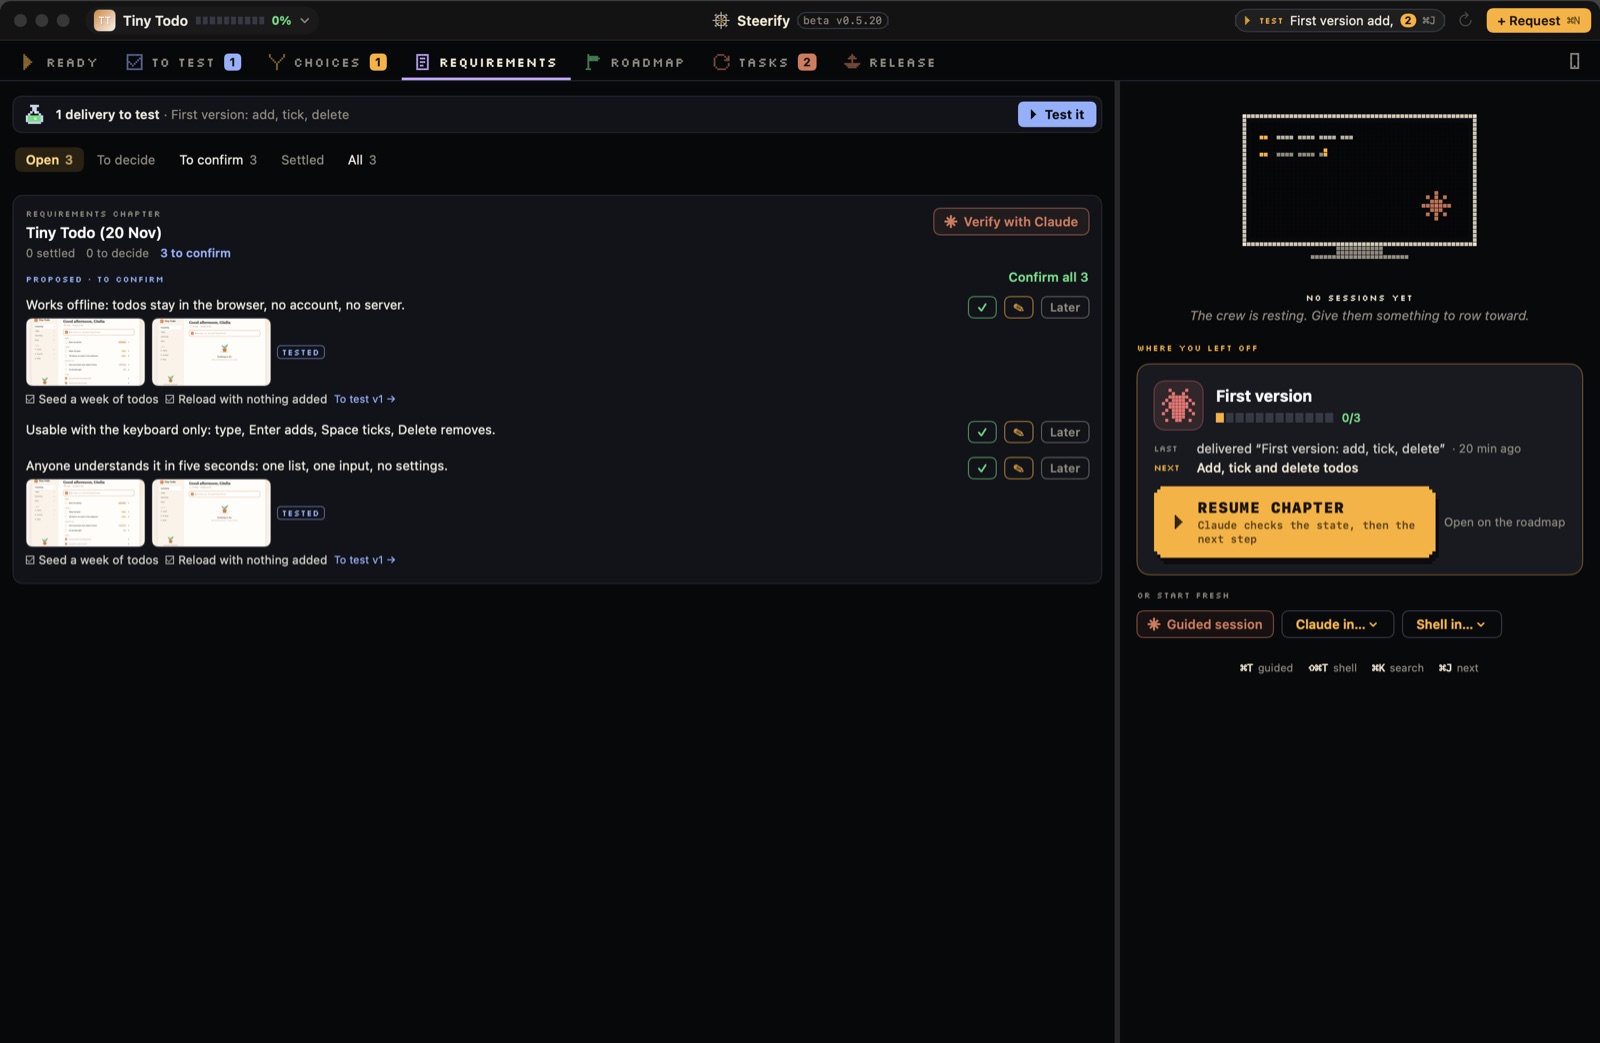 TT Tiny Todo 0%
Steerify beta v0.5.20
TEST First version add, 2 ⌘J
+ Request ⌘N
READY
TO TEST 1
CHOICES 1
REQUIREMENTS
ROADMAP
TASKS 2
RELEASE
1 delivery to test · First version: add, tick, delete
Test it
Open 3 To decide To confirm 3 Settled All 3
REQUIREMENTS CHAPTER
Tiny Todo (20 Nov)
0 settled 0 to decide 3 to confirm
Verify with Claude
PROPOSED · TO CONFIRM
Confirm all 3
Works offline: todos stay in the browser, no account, no server.
Later
TESTED
Seed a week of todos Reload with nothing added To test v1 →
Usable with the keyboard only: type, Enter adds, Space ticks, Delete removes.
Later
Anyone understands it in five seconds: one list, one input, no settings.
Later
TESTED
Seed a week of todos Reload with nothing added To test v1 →
NO SESSIONS YET
The crew is resting. Give them something to row toward.
WHERE YOU LEFT OFF
First version
0/3
LAST delivered “First version: add, tick, delete” · 20 min ago
NEXT Add, tick and delete todos
RESUME CHAPTER
Claude checks the state, then the
next step
Open on the roadmap
OR START FRESH
Guided session
Claude in...
Shell in...
⌘T guided ⇧⌘T shell ⌘K search ⌘J next